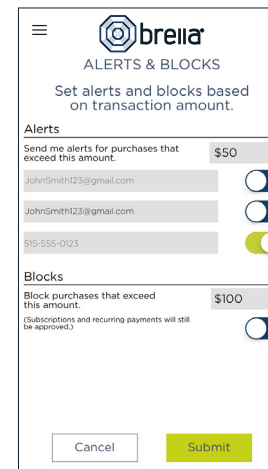 brella
ALERTS & BLOCKS
Set alerts and blocks based
on transaction amount.
Alerts
Send me alerts for purchases that
exceed this amount.
$50
JohnSmith123@gmail.com
JohnSmith123@gmail.com
515-555-0123
Blocks
Block purchases that exceed
this amount.
$100
(Subscriptions and recurring payments will still
be approved.)
Cancel
Submit